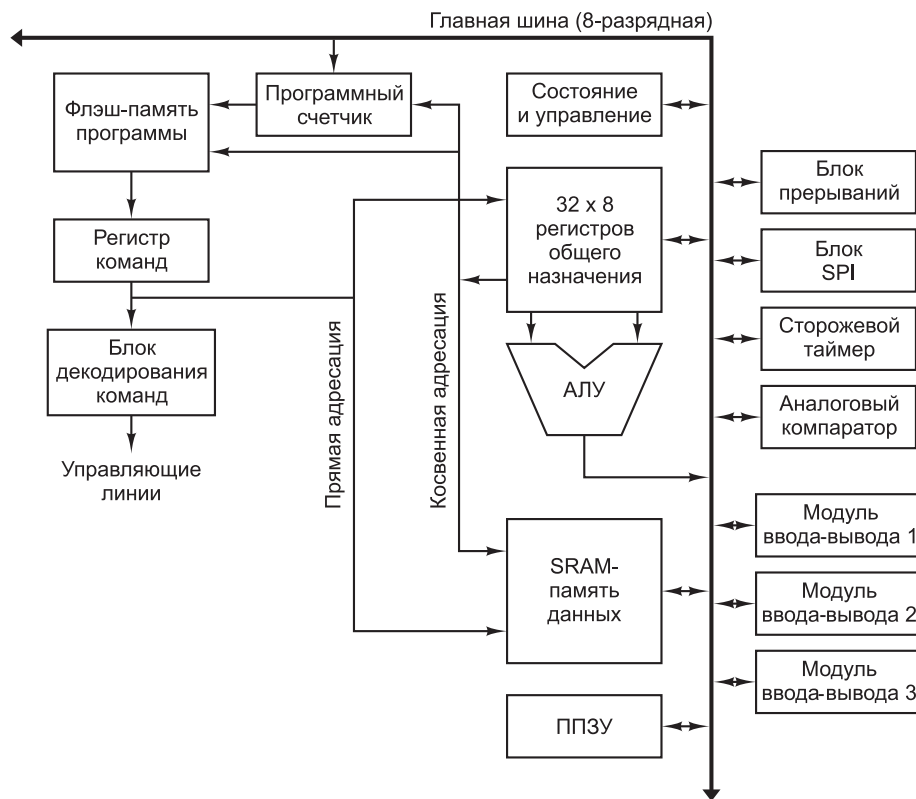 Главная шина (8-разрядная)
Флэш-память
программы
Программный
счетчик
Состояние
и управление
Блок
прерываний
32 x 8
регистров
общего
назначения
Регистр
команд
Блок
SPI
Блок
декодирования
команд
Прямая адресация
Косвенная адресация
АЛУ
Сторожевой
таймер
Аналоговый
компаратор
Управляющие
линии
Модуль
ввода-вывода 1
SRAM-
память
данных
Модуль
ввода-вывода 2
Модуль
ввода-вывода 3
ППЗУ